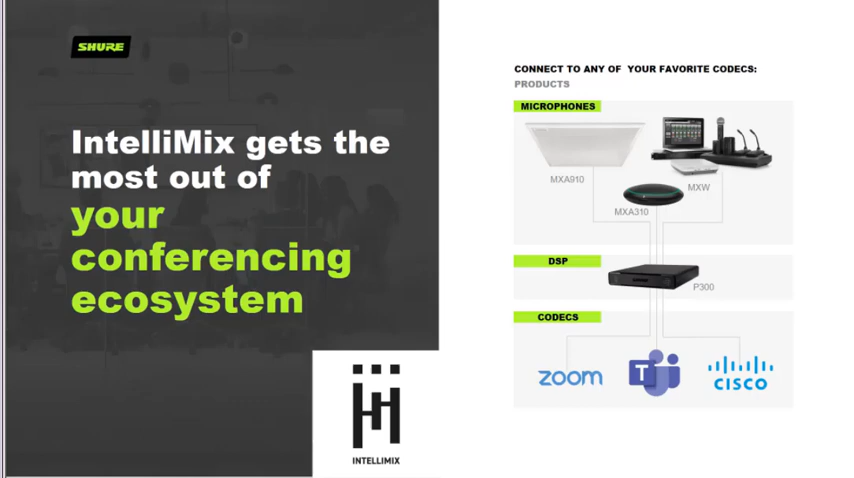 SHURE
IntelliMix gets the
most out of
your
conferencing
ecosystem
INTELLIMIX
CONNECT TO ANY OF YOUR FAVORITE CODECS:
PRODUCTS
MICROPHONES
MXA910
MXW
MXA310
DSP
P300
CODECS
zoom
T
CISCO